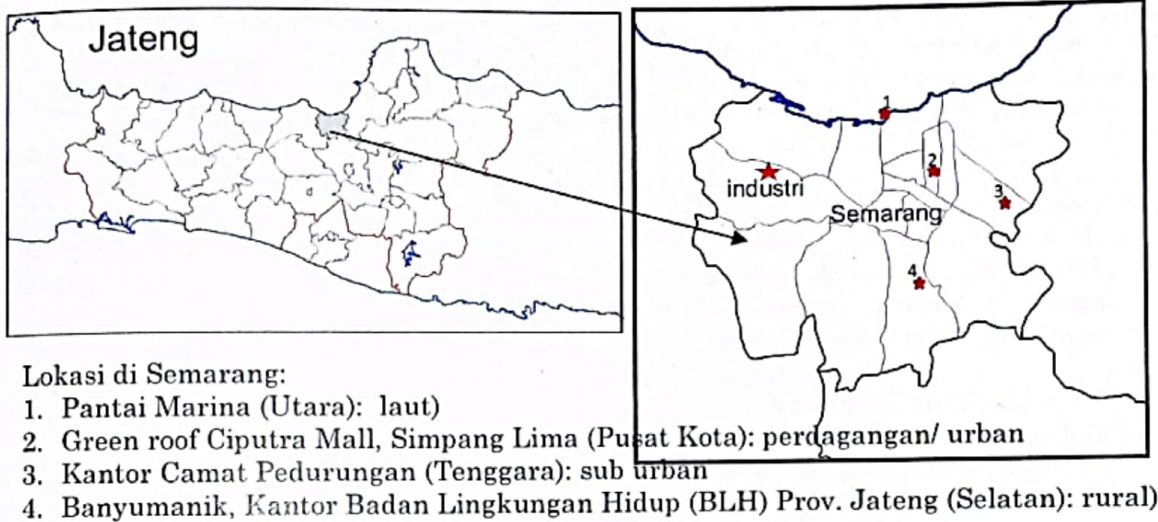 Jateng
1
2
industri
3
Semarang
4
Lokasi di Semarang:
1. Pantai Marina (Utara): laut)
2. Green roof Ciputra Mall, Simpang Lima (Pusat Kota): perdagangan/ urban
3. Kantor Camat Pedurungan (Tenggara): sub urban
4. Banyumanik, Kantor Badan Lingkungan Hidup (BLH) Prov. Jateng (Selatan): rural)